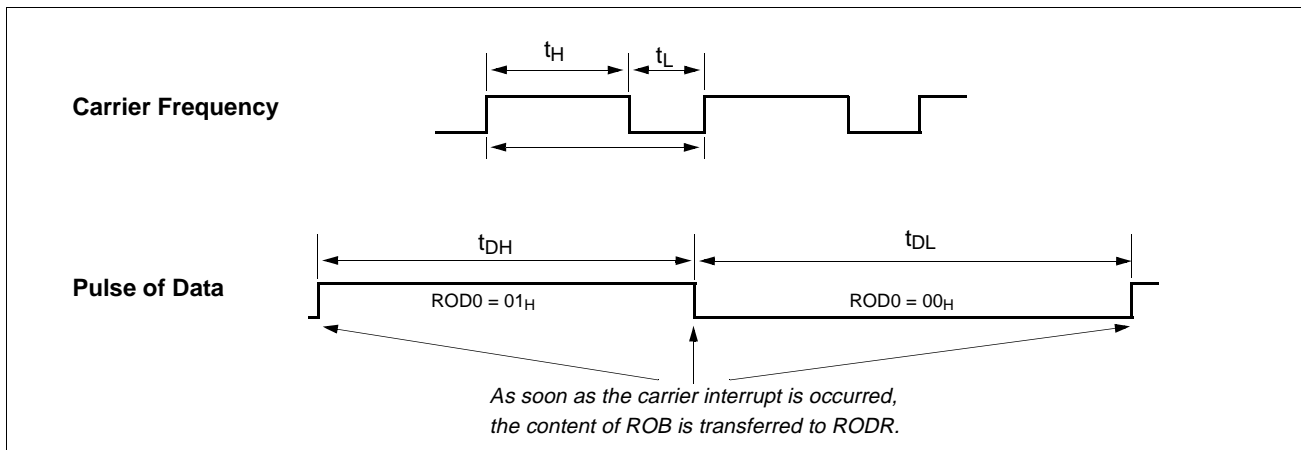 tH
tL
Carrier Frequency
tDH
tDL
Pulse of Data
ROD0 = 01H
ROD0 = 00H
As soon as the carrier interrupt is occurred,
the content of ROB is transferred to RODR.